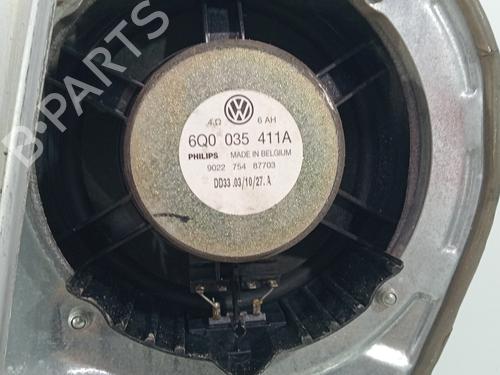 B-PARTS
4Ω 6 AH
6Q0 035 411A
PHILIPS MADE IN BELGIUM
9022 754 87703
DD33.03/10/27.A